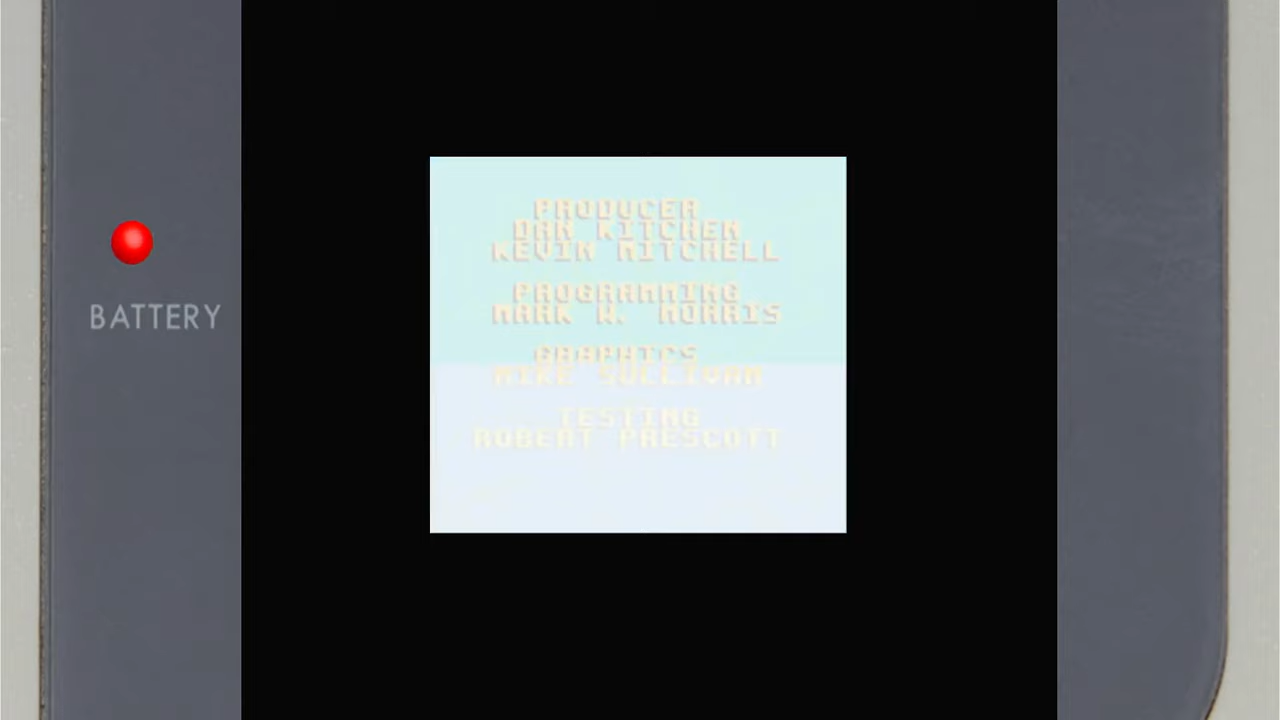 BATTERY
PRODUCER
DAN KITCHEN
KEVIN MITCHELL
PROGRAMMING
MARK W. MORRIS
GRAPHICS
MIKE SULLIVAN
TESTING
ROBERT PRESCOTT